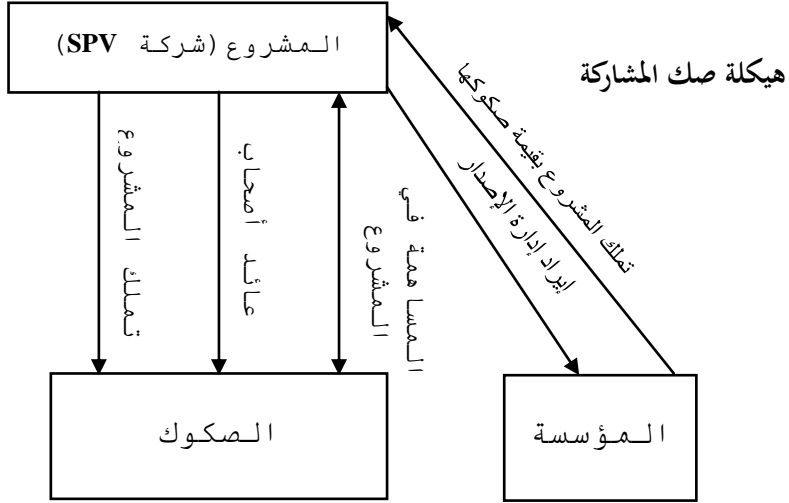 المشروع (شركة SPV)
هيكلة صك المشاركة
تملك المشروع بقيمة صكوكها
إيراد إدارة الإصدار
تملك المشروع
عائد أصحاب
المساهمة في
المشروع
الصكوك
المؤسسة